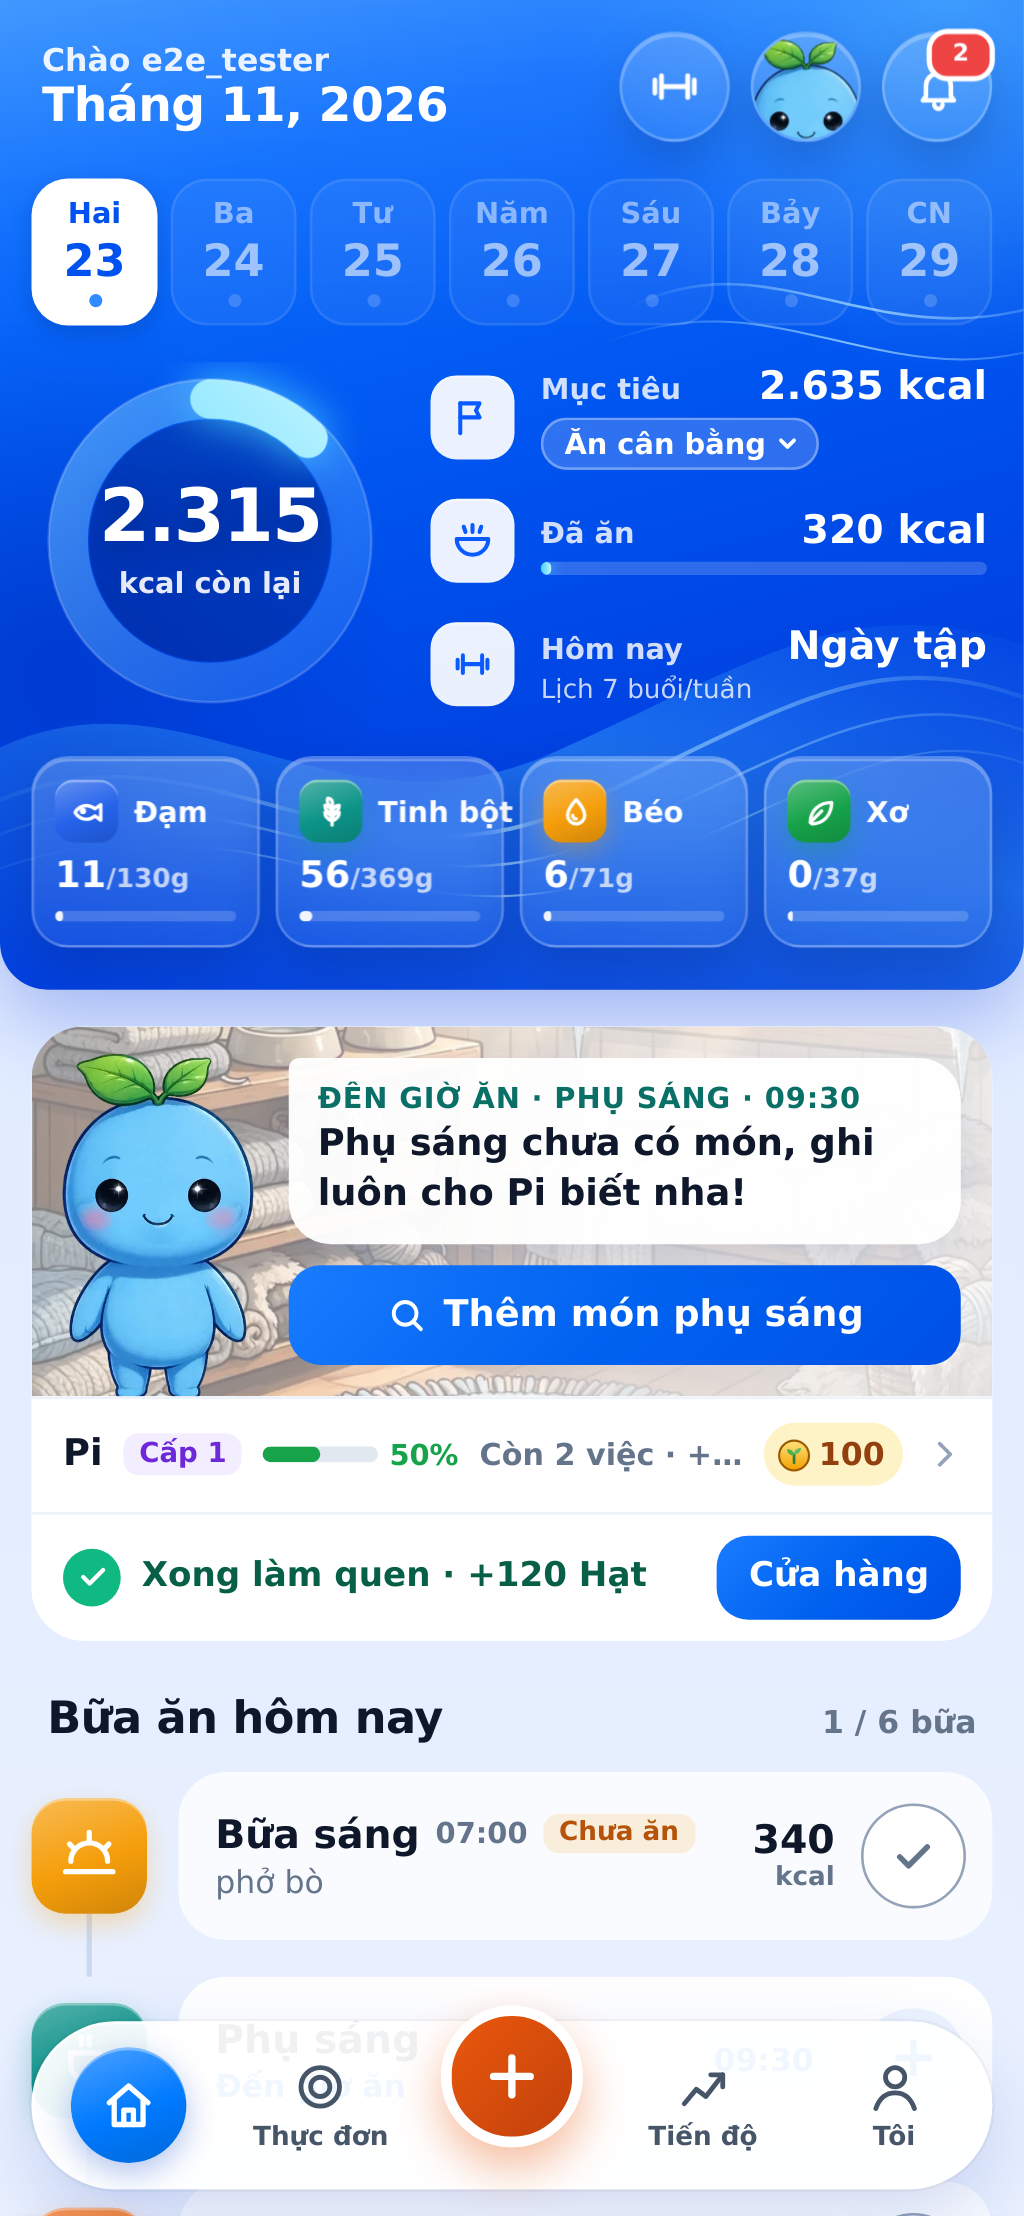 Chào e2e_tester
Tháng 11, 2026
2
Hai
23
Ba
24
Tư
25
Năm
26
Sáu
27
Bảy
28
CN
29
2.315
kcal còn lại
Mục tiêu 2.635 kcal
Ăn cân bằng
Đã ăn 320 kcal
Hôm nay Ngày tập
Lịch 7 buổi/tuần
Đạm
11/130g
Tinh bột
56/369g
Béo
6/71g
Xơ
0/37g
ĐẾN GIỜ ĂN · PHỤ SÁNG · 09:30
Phụ sáng chưa có món, ghi
luôn cho Pi biết nha!
Thêm món phụ sáng
Pi Cấp 1 50% Còn 2 việc · +... 100
Xong làm quen · +120 Hạt Cửa hàng
Bữa ăn hôm nay 1 / 6 bữa
Bữa sáng 07:00 Chưa ăn 340
phở bò kcal
Phụ sáng 09:30
Đến ăn
Thực đơn
Tiến độ
Tôi